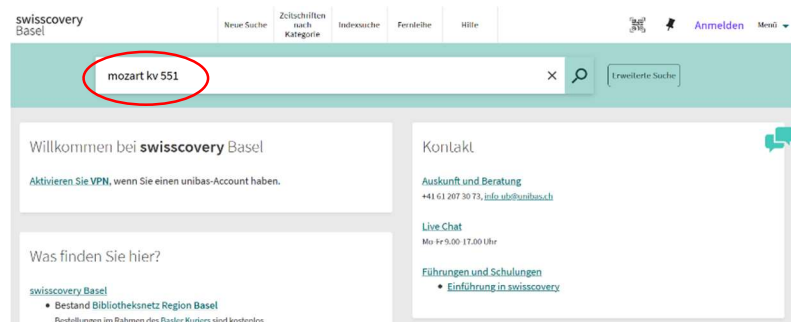 swisscovery
Basel
Neue Suche
Zeitschriften
nach
Kategorie
Indexsuche
Fernleihe
Hilfe
Anmelden
Menü
mozart kv 551
Erweiterte Suche
Willkommen bei swisscovery Basel
Aktivieren Sie VPN, wenn Sie einen unibas-Account haben.
Was finden Sie hier?
swisscovery Basel
Bestand Bibliotheksnetz Region Basel
Bestellungen im Rahmen des Basler Kuriers sind kostenlos
Kontakt
Auskunft und Beratung
+41 61 207 30 73, info-ub@unibas.ch
Live Chat
Mo-Fr 9.00-17.00 Uhr
Führungen und Schulungen
Einführung in swisscovery